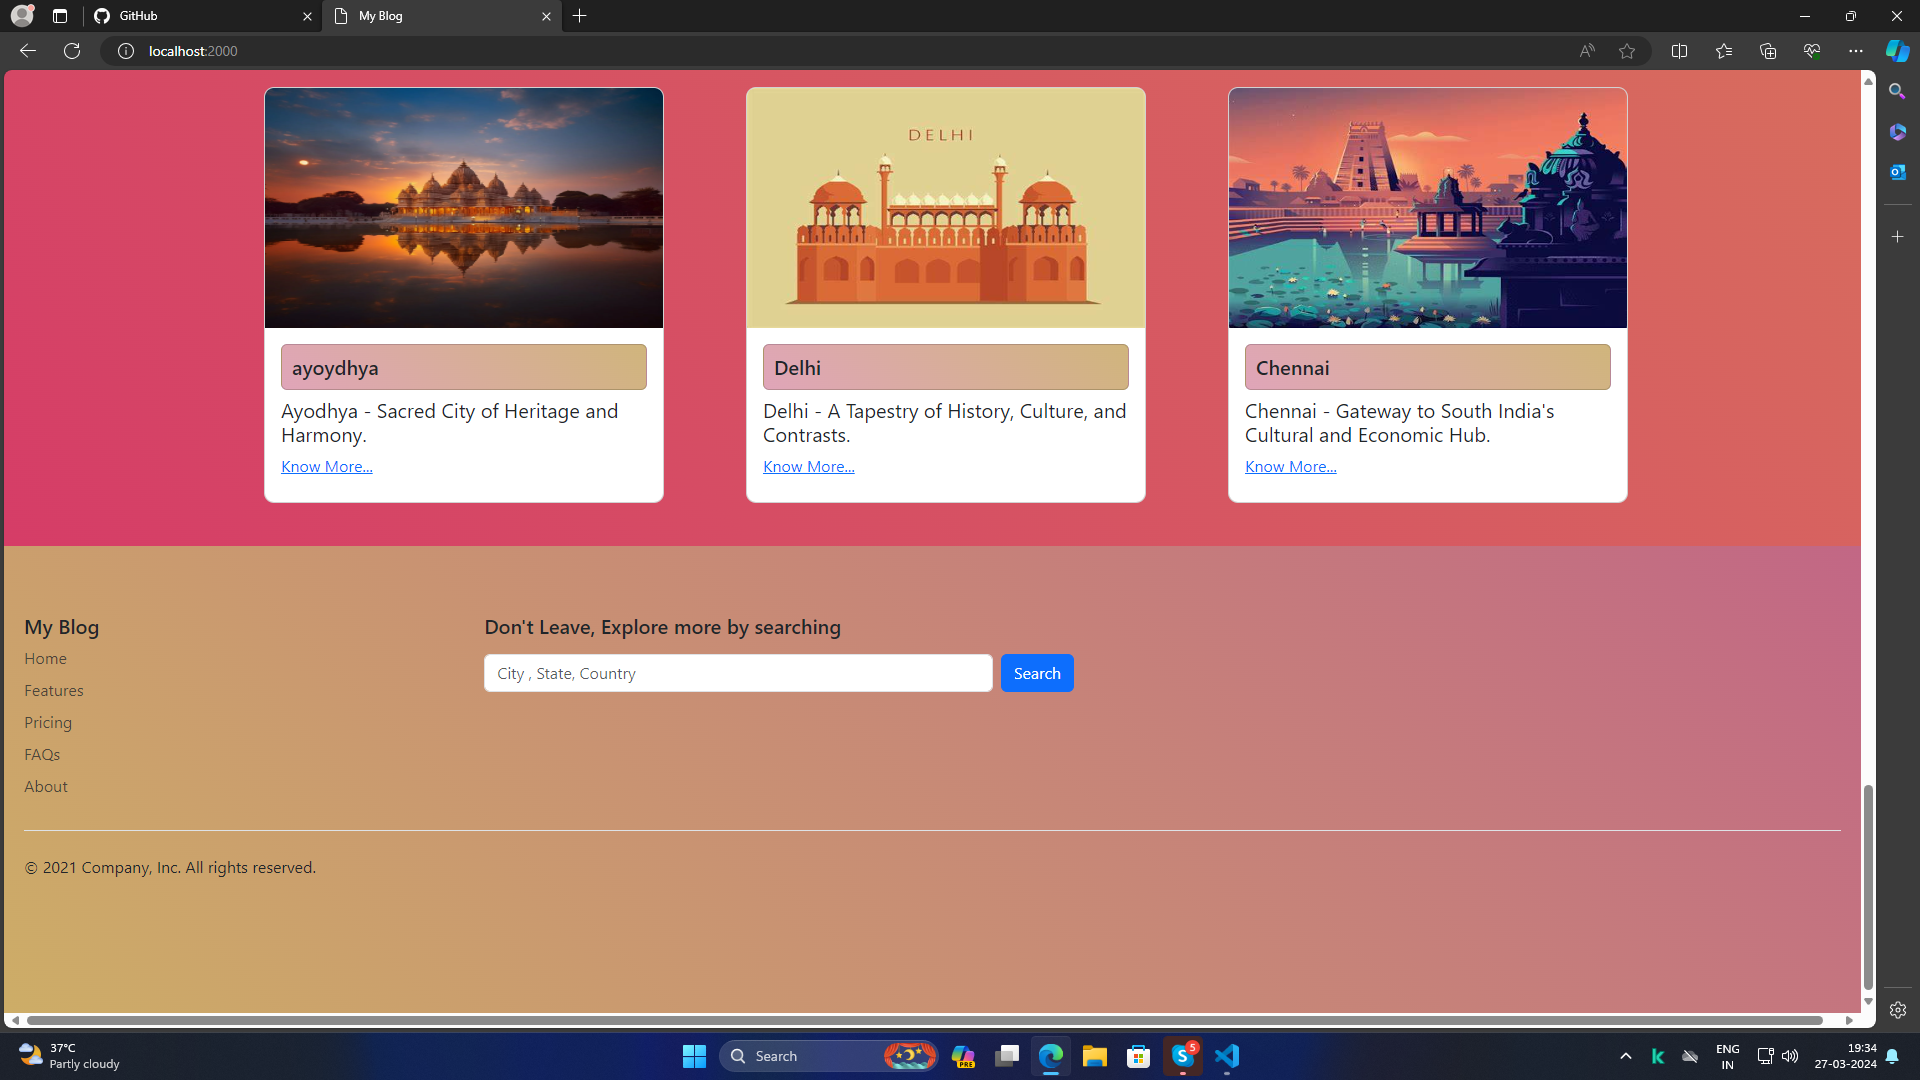 GitHub
My Blog
localhost:2000
DELHI
ayoydhya
Ayodhya - Sacred City of Heritage and
Harmony.
Know More...
Delhi
Delhi - A Tapestry of History, Culture, and
Contrasts.
Know More...
Chennai
Chennai - Gateway to South India's
Cultural and Economic Hub.
Know More...
My Blog
Home
Features
Pricing
FAQs
About
Don't Leave, Explore more by searching
City , State, Country
Search
© 2021 Company, Inc. All rights reserved.
37°C
Partly cloudy
Search
PRE
5
ENG
IN
19:34
27-03-2024